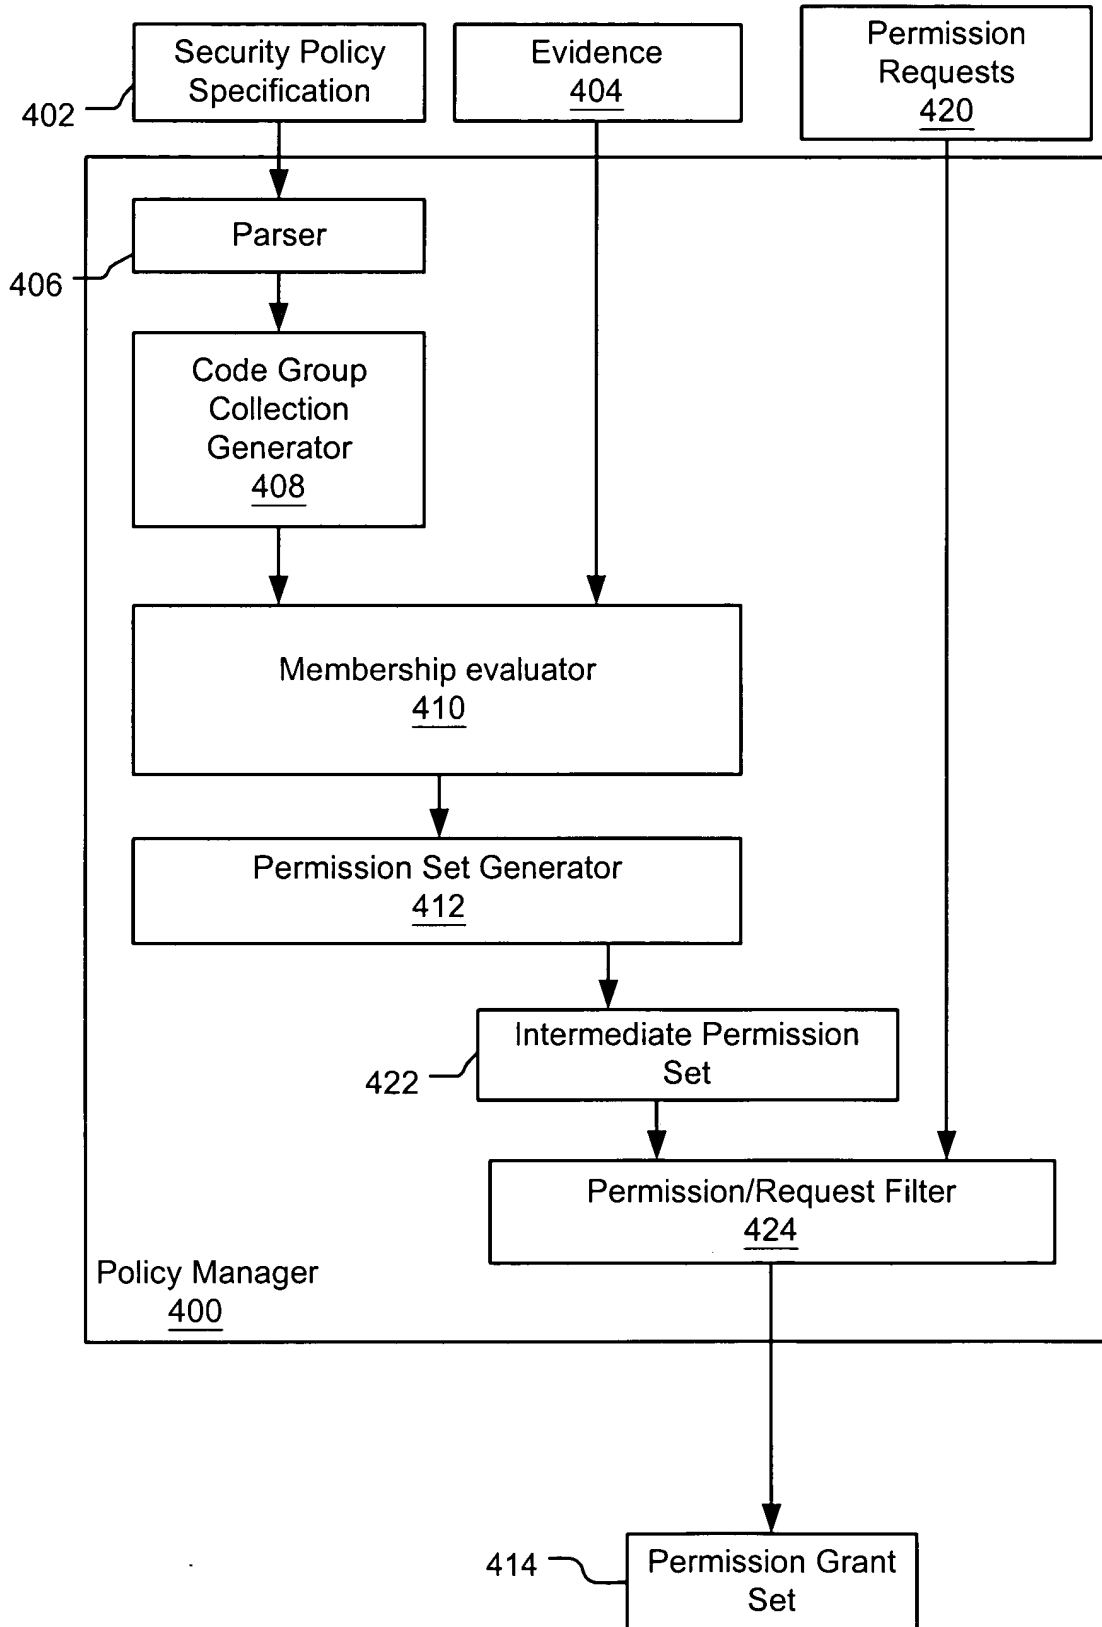 Security Policy
Specification
402
Evidence
404
Permission
Requests
420
Parser
406
Code Group
Collection
Generator
408
Membership evaluator
410
Permission Set Generator
412
Intermediate Permission
Set
422
Permission/Request Filter
424
Policy Manager
400
414
Permission Grant
Set